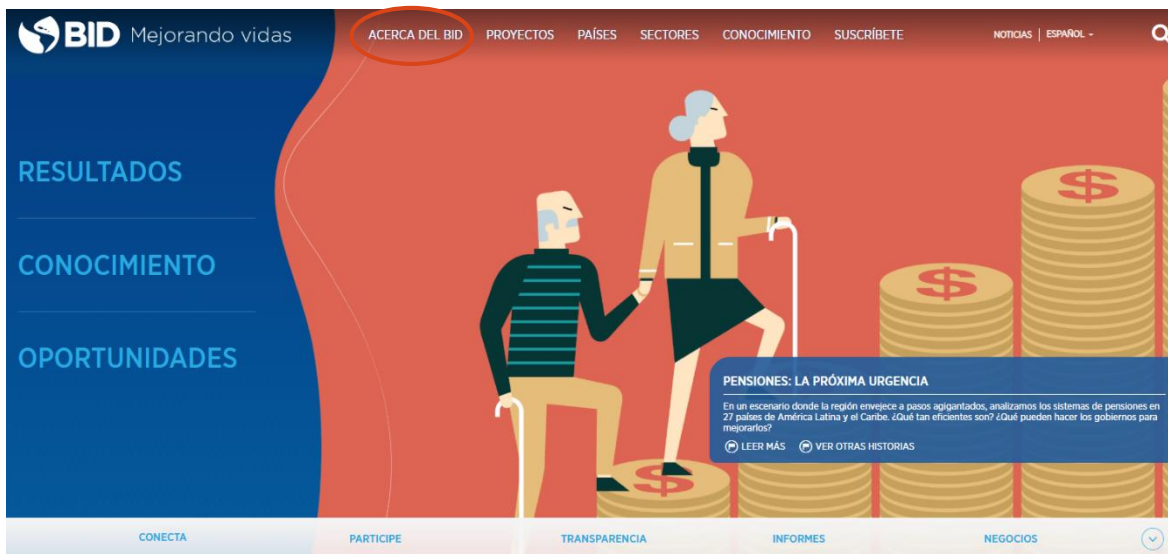 BID Mejorando vidas
ACERCA DEL BID PROYECTOS PAÍSES SECTORES CONOCIMIENTO SUSCRÍBETE NOTICIAS | ESPAÑOL
RESULTADOS
CONOCIMIENTO
OPORTUNIDADES
$
$
$
PENSIONES: LA PRÓXIMA URGENCIA
En un escenario donde la región envejece a pasos agigantados, analizamos los sistemas de pensiones en
27 países de América Latina y el Caribe. ¿Qué tan eficientes son? ¿Qué pueden hacer los gobiernos para
mejorarlos?
LEER MÁS VER OTRAS HISTORIAS
CONECTA PARTICIPE TRANSPARENCIA INFORMES NEGOCIOS